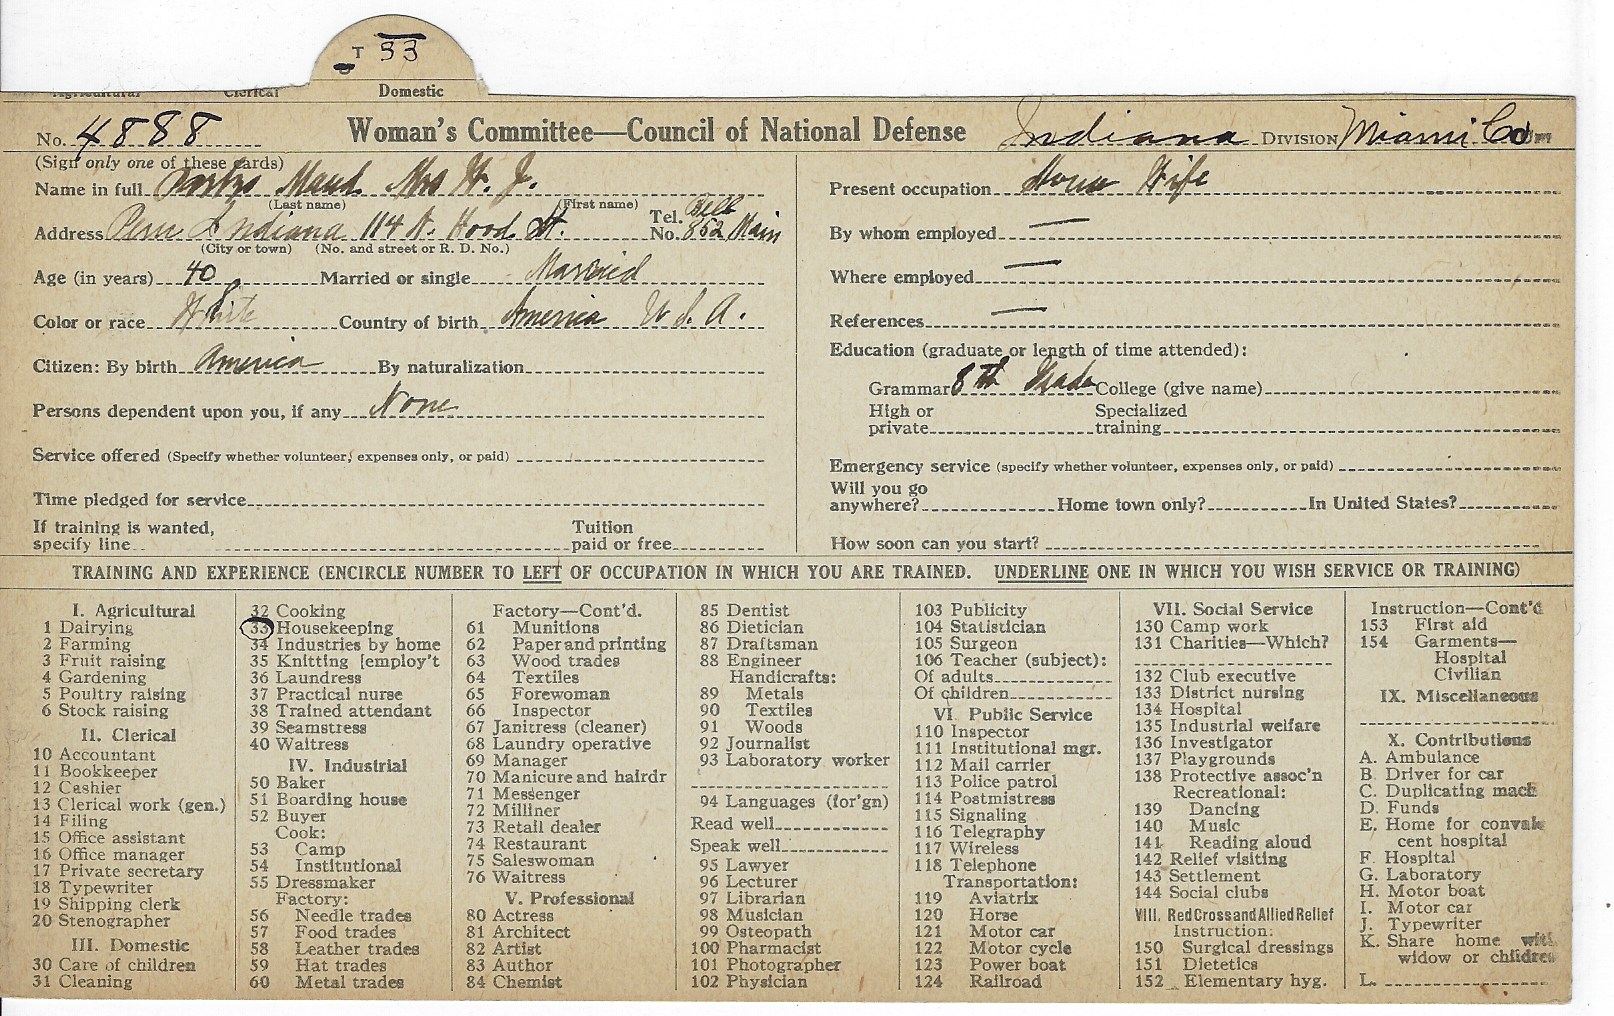 T 33
Agricultural Clerical Domestic
No. 4888 Woman's Committee—Council of National Defense Indiana DIVISION Miami Co
(Sign only one of these cards)
Name in full Maud Mrs W. J.
(Last name) (First name)
Address Peru Indiana 114 N. Hood St. Tel. No. Bell 852 Main
(City or town) (No. and street or R. D. No.)
Age (in years) 40 Married or single Married
Color or race White Country of birth America U. S. A.
Citizen: By birth America By naturalization
Persons dependent upon you, if any None
Service offered (Specify whether volunteer, expenses only, or paid)
Time pledged for service
If training is wanted,
specify line
Tuition
paid or free
Present occupation House Wife
By whom employed —
Where employed —
References —
Education (graduate or length of time attended):
Grammar 8th Grade College (give name)
High or
private
Specialized
training
Emergency service (specify whether volunteer, expenses only, or paid)
Will you go
anywhere? Home town only? In United States?
How soon can you start?
TRAINING AND EXPERIENCE (ENCIRCLE NUMBER TO LEFT OF OCCUPATION IN WHICH YOU ARE TRAINED. UNDERLINE ONE IN WHICH YOU WISH SERVICE OR TRAINING)
I. Agricultural
1 Dairying
2 Farming
3 Fruit raising
4 Gardening
5 Poultry raising
6 Stock raising
II. Clerical
10 Accountant
11 Bookkeeper
12 Cashier
13 Clerical work (gen.)
14 Filing
15 Office assistant
16 Office manager
17 Private secretary
18 Typewriter
19 Shipping clerk
20 Stenographer
III. Domestic
30 Care of children
31 Cleaning
32 Cooking
33 Housekeeping
34 Industries by home
35 Knitting [employ't
36 Laundress
37 Practical nurse
38 Trained attendant
39 Seamstress
40 Waitress
IV. Industrial
50 Baker
51 Boarding house
52 Buyer
Cook:
53 Camp
54 Institutional
55 Dressmaker
Factory:
56 Needle trades
57 Food trades
58 Leather trades
59 Hat trades
60 Metal trades
Factory—Cont'd.
61 Munitions
62 Paper and printing
63 Wood trades
64 Textiles
65 Forewoman
66 Inspector
67 Janitress (cleaner)
68 Laundry operative
69 Manager
70 Manicure and hairdr
71 Messenger
72 Milliner
73 Retail dealer
74 Restaurant
75 Saleswoman
76 Waitress
V. Professional
80 Actress
81 Architect
82 Artist
83 Author
84 Chemist
85 Dentist
86 Dietician
87 Draftsman
88 Engineer
Handicrafts:
89 Metals
90 Textiles
91 Woods
92 Journalist
93 Laboratory worker
94 Languages (for'gn)
Read well
Speak well
95 Lawyer
96 Lecturer
97 Librarian
98 Musician
99 Osteopath
100 Pharmacist
101 Photographer
102 Physician
103 Publicity
104 Statistician
105 Surgeon
106 Teacher (subject):
Of adults
Of children
VI. Public Service
110 Inspector
111 Institutional mgr.
112 Mail carrier
113 Police patrol
114 Postmistress
115 Signaling
116 Telegraphy
117 Wireless
118 Telephone
Transportation:
119 Aviatrix
120 Horse
121 Motor car
122 Motor cycle
123 Power boat
124 Railroad
VII. Social Service
130 Camp work
131 Charities—Which?
132 Club executive
133 District nursing
134 Hospital
135 Industrial welfare
136 Investigator
137 Playgrounds
138 Protective assoc'n
Recreational:
139 Dancing
140 Music
141 Reading aloud
142 Relief visiting
143 Settlement
144 Social clubs
VIII. Red Cross and Allied Relief
Instruction:
150 Surgical dressings
151 Dietetics
152 Elementary hyg.
Instruction—Cont'd
153 First aid
154 Garments—
Hospital
Civilian
IX. Miscellaneous
X. Contributions
A. Ambulance
B. Driver for car
C. Duplicating mach
D. Funds
E. Home for convale
cent hospital
F. Hospital
G. Laboratory
H. Motor boat
I. Motor car
J. Typewriter
K. Share home with
widow or children
L.